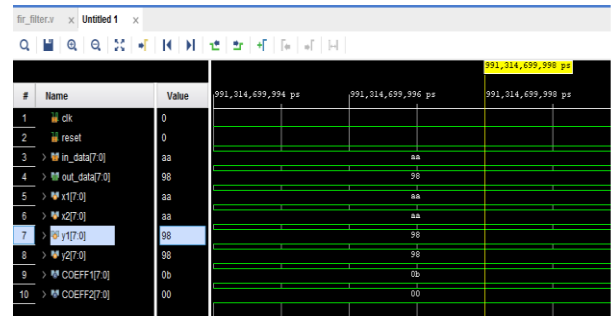 fir_filter.v x Untitled 1 x
991,314,699,998 ps
# Name Value 991,314,699,994 ps 991,314,699,996 ps 991,314,699,998 ps
1 clk 0
2 reset 0
3 in_data[7:0] aa aa
4 out_data[7:0] 98 98
5 x1[7:0] aa aa
6 x2[7:0] aa aa
7 y1[7:0] 98 98
8 y2[7:0] 98 98
9 COEFF1[7:0] 0b 0b
10 COEFF2[7:0] 00 00